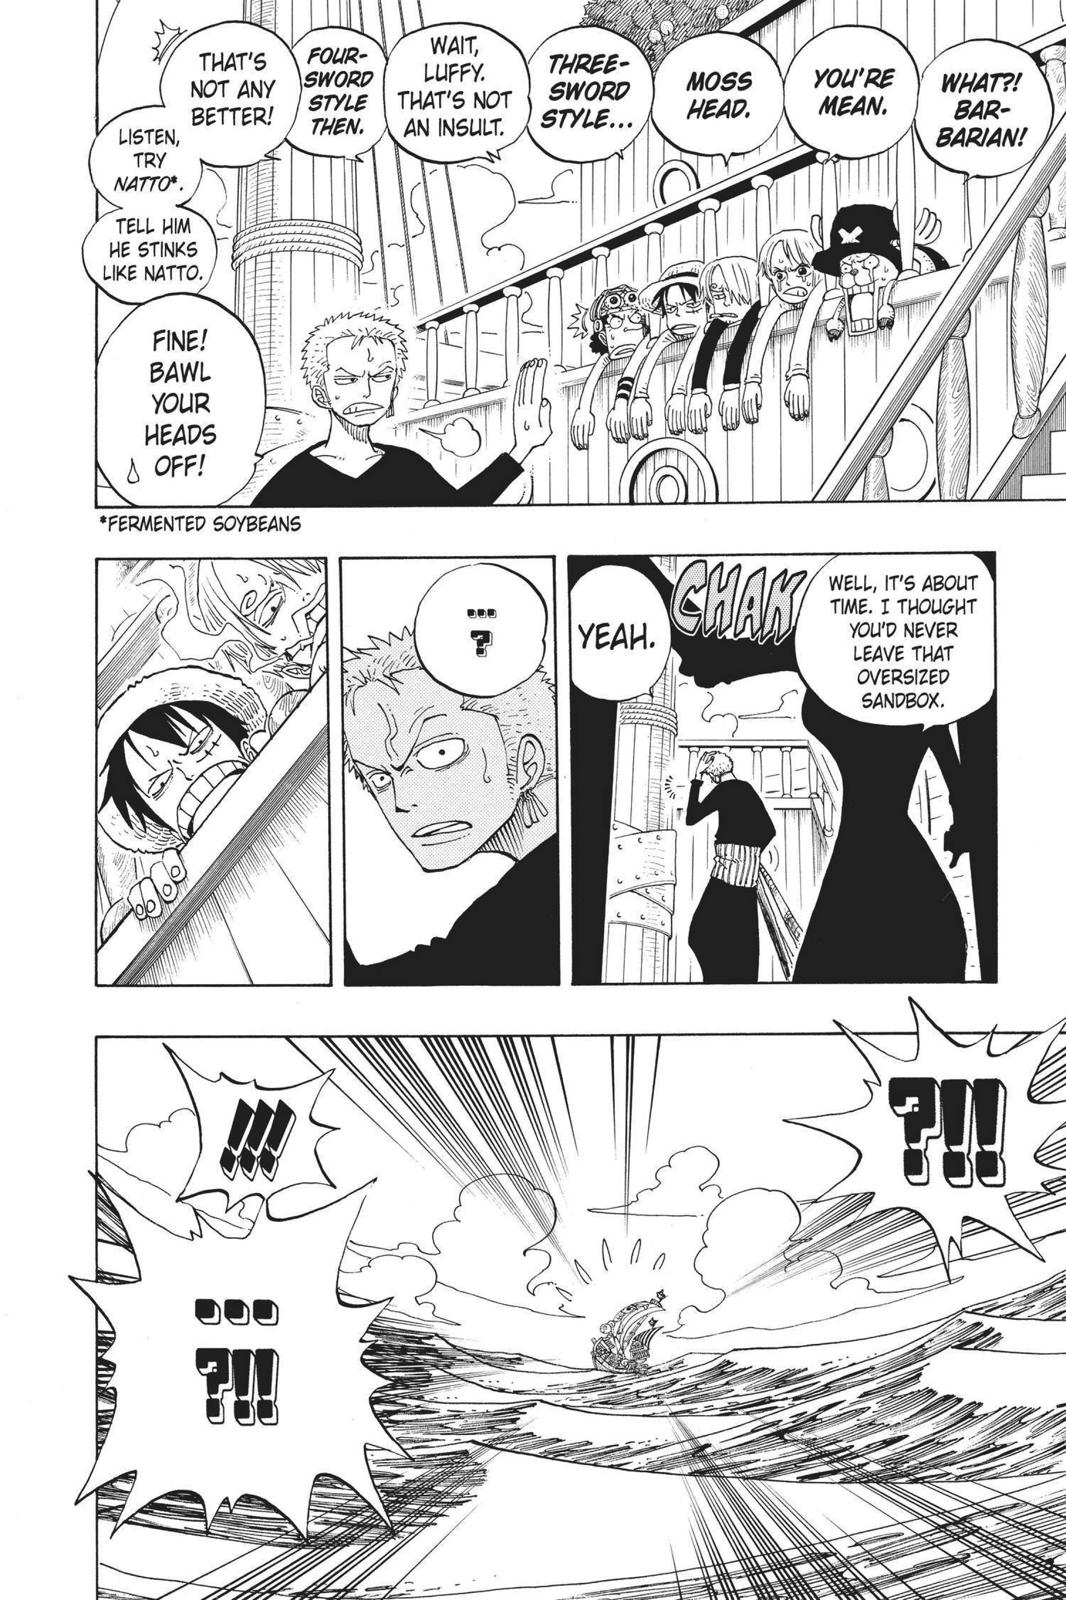 WHAT?!
BAR-
BARIAN!
YOU'RE
MEAN.
MOSS
HEAD.
THREE-
SWORD
STYLE...
WAIT,
LUFFY.
THAT'S NOT
AN INSULT.
FOUR-
SWORD
STYLE
THEN.
THAT'S
NOT ANY
BETTER!
LISTEN,
TRY
NATTO*.
TELL HIM
HE STINKS
LIKE NATTO.
FINE!
BAWL
YOUR
HEADS
OFF!
*FERMENTED SOYBEANS
WELL, IT'S ABOUT
TIME. I THOUGHT
YOU'D NEVER
LEAVE THAT
OVERSIZED
SANDBOX.
CHAK
YEAH.
...
?
?!!
!!!
...
?!!